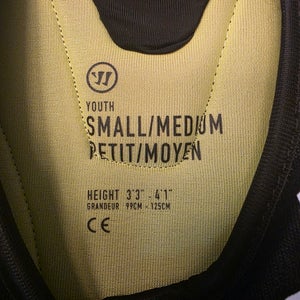 YOUTH
SMALL/MEDIUM
PETIT/MOYEN
HEIGHT 3'3" - 4'1"
GRANDEUR 99CM - 125CM
CE